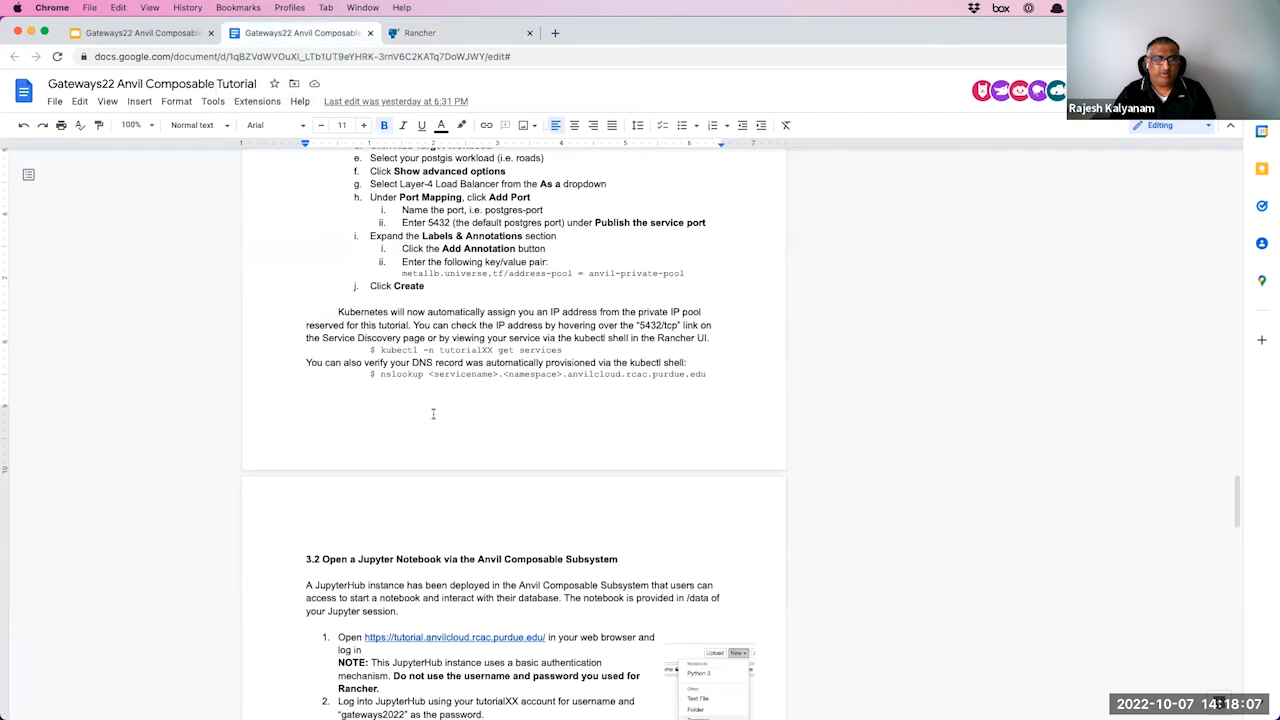 Chrome File Edit View History Bookmarks Profiles Tab Window Help
box
Gateways22 Anvil Composable
Gateways22 Anvil Composable
Rancher
docs.google.com/document/d/1qBZVdWVOuXI_LTb1UT9eYHRK-3rnV6C2KATq7DoWJWY/edit#
Gateways22 Anvil Composable Tutorial
File Edit View Insert Format Tools Extensions Help Last edit was yesterday at 6:31 PM
Rajesh Kalyanam
100% Normal text Arial 11 Editing
e. Select your postgis workload (i.e. roads)
f. Click Show advanced options
g. Select Layer-4 Load Balancer from the As a dropdown
h. Under Port Mapping, click Add Port
i. Name the port, i.e. postgres-port
ii. Enter 5432 (the default postgres port) under Publish the service port
i. Expand the Labels & Annotations section
i. Click the Add Annotation button
ii. Enter the following key/value pair:
metallb.universe.tf/address-pool = anvil-private-pool
j. Click Create
Kubernetes will now automatically assign you an IP address from the private IP pool
reserved for this tutorial. You can check the IP address by hovering over the “5432/tcp” link on
the Service Discovery page or by viewing your service via the kubectl shell in the Rancher UI.
$ kubectl -n tutorialXX get services
You can also verify your DNS record was automatically provisioned via the kubectl shell:
$ nslookup <servicename>.<namespace>.anvilcloud.rcac.purdue.edu
3.2 Open a Jupyter Notebook via the Anvil Composable Subsystem
A JupyterHub instance has been deployed in the Anvil Composable Subsystem that users can
access to start a notebook and interact with their database. The notebook is provided in /data of
your Jupyter session.
1. Open https://tutorial.anvilcloud.rcac.purdue.edu/ in your web browser and
log in
NOTE: This JupyterHub instance uses a basic authentication
mechanism. Do not use the username and password you used for
Rancher.
2. Log into JupyterHub using your tutorialXX account for username and
“gateways2022” as the password.
Upload New
Notebook
Python 3
Other
Text File
Folder
2022-10-07 14:18:07